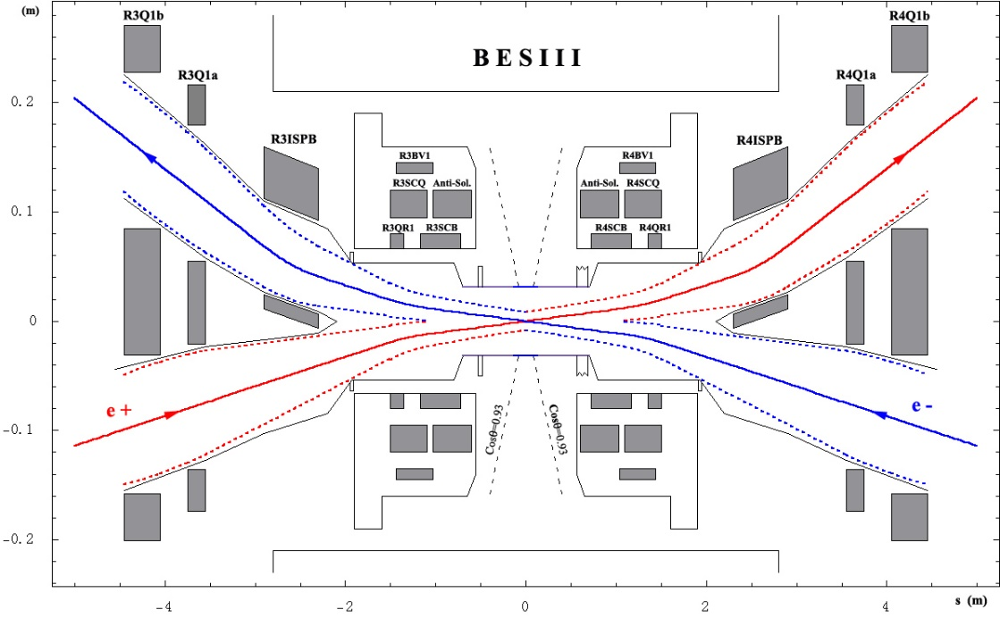 (m)
R3Q1b
R4Q1b
BESIII
R3Q1a
R4Q1a
0.2
R3ISPB
R4ISPB
R3BV1
R4BV1
R3SCQ Anti-Sol.
Anti-Sol. R4SCQ
0.1
R3QR1 R3SCB
R4SCB R4QR1
0
e +
e -
Cosθ=0.93
Cosθ=0.93
-0.1
-0.2
-4
-2
0
2
4
s (m)